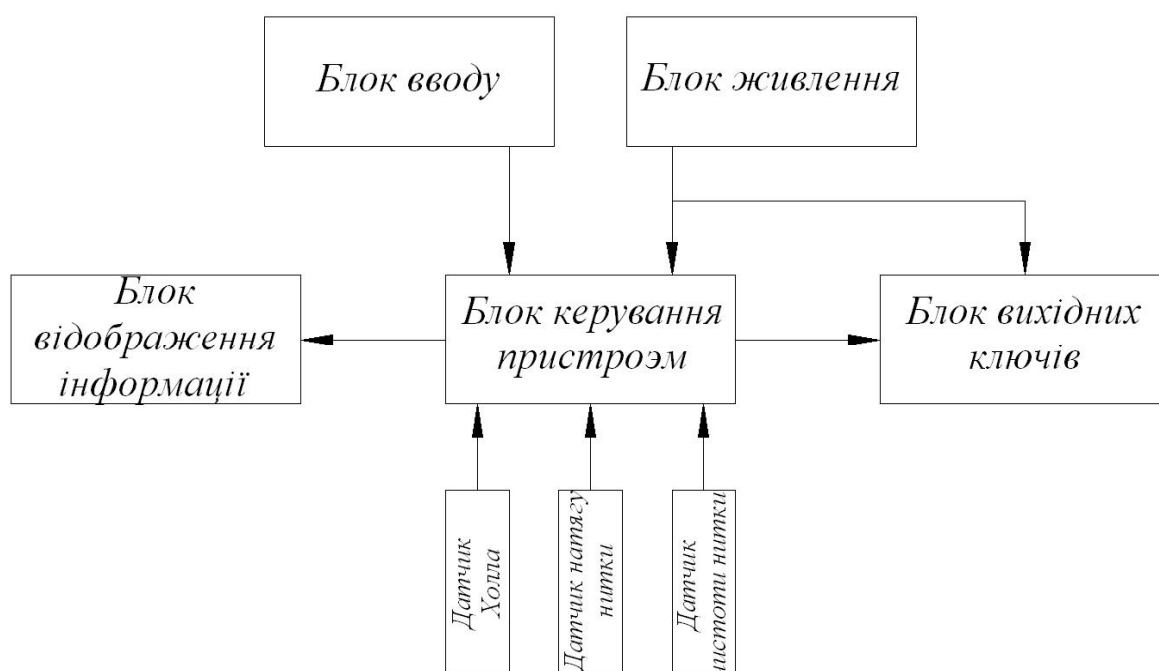 Блок вводу
Блок живлення
Блок
відображення
інформації
Блок керування
пристроэм
Блок вихідних
ключів
Датчик
Холла
Датчик натягу
нитки
Датчик
чистоти нитки